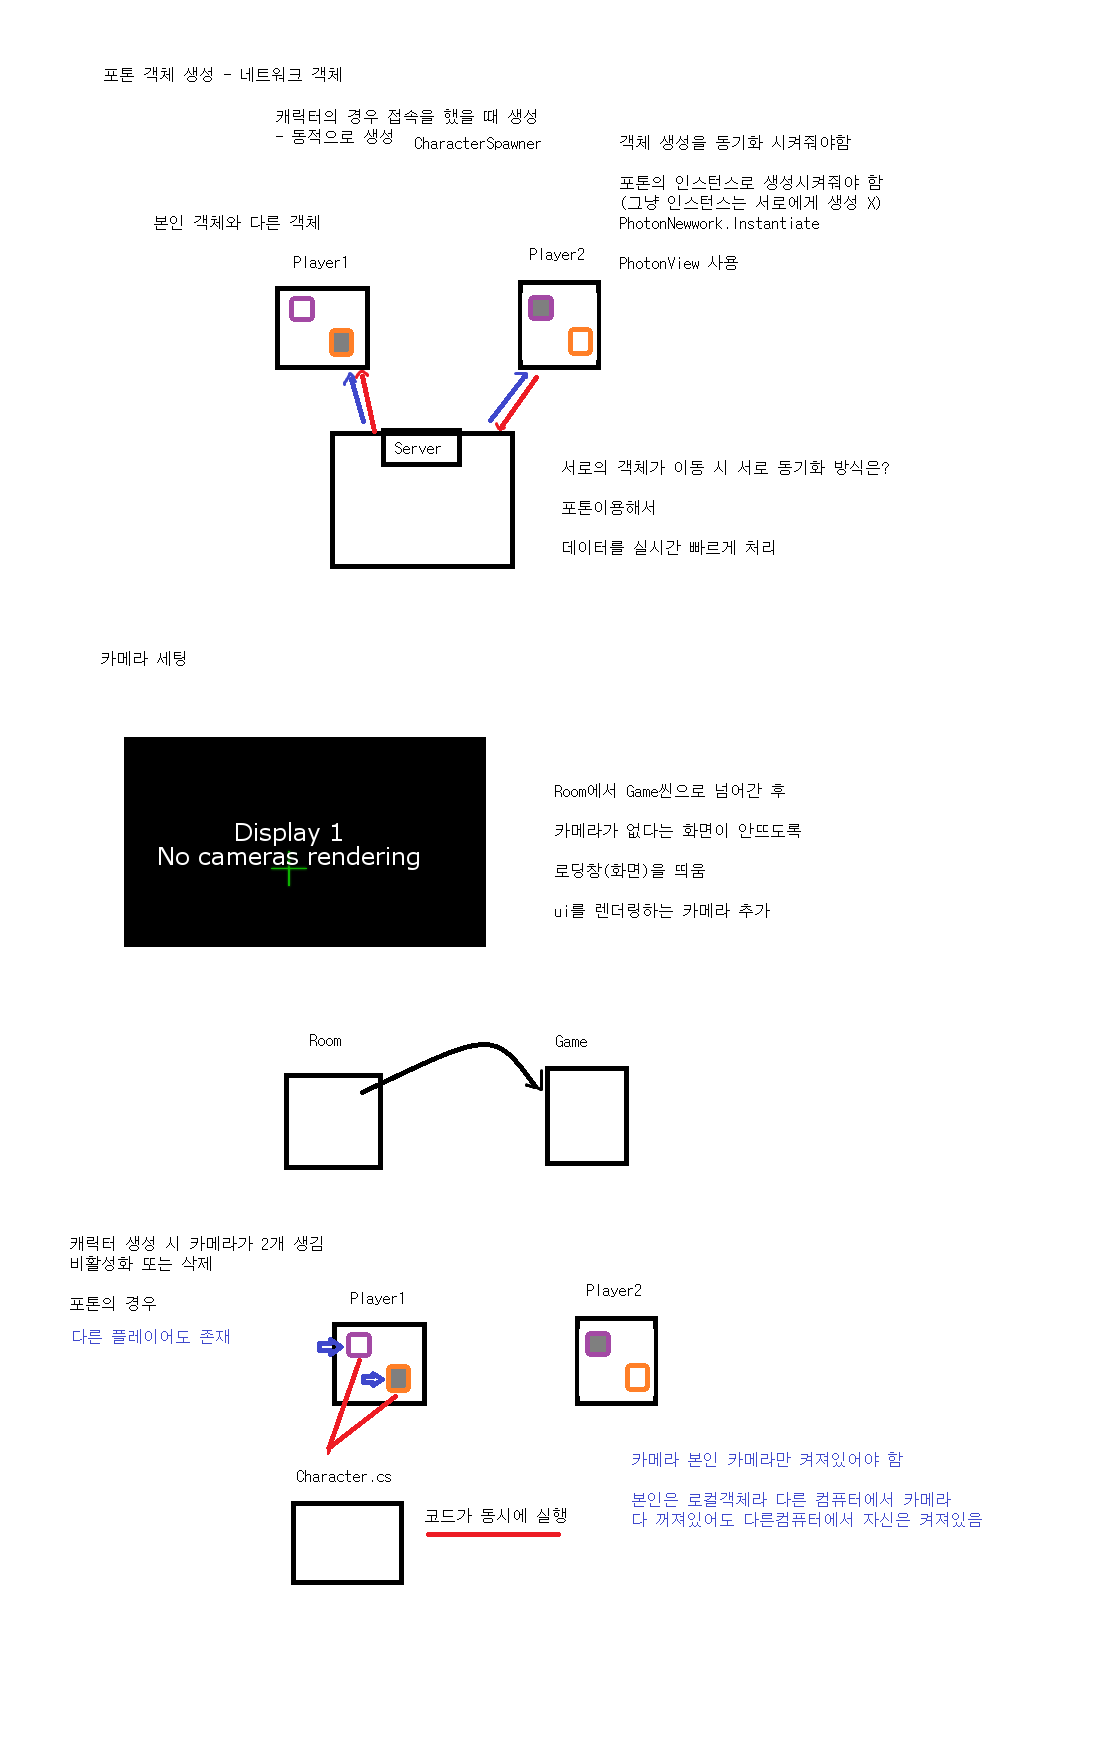 포톤 객체 생성 - 네트워크 객체
캐릭터의 경우 접속을 했을 때 생성
- 동적으로 생성
CharacterSpawner
객체 생성을 동기화 시켜줘야함
포톤의 인스턴스로 생성시켜줘야 함
(그냥 인스턴스는 서로에게 생성 X)
PhotonNewwork.Instantiate
PhotonView 사용
본인 객체와 다른 객체
Player1
Player2
Server
서로의 객체가 이동 시 서로 동기화 방식은?
포톤이용해서
데이터를 실시간 빠르게 처리
카메라 세팅
Display 1
No cameras rendering
Room에서 Game씬으로 넘어간 후
카메라가 없다는 화면이 안뜨도록
로딩창(화면)을 띄움
ui를 렌더링하는 카메라 추가
Room
Game
캐릭터 생성 시 카메라가 2개 생김
비활성화 또는 삭제
포톤의 경우
다른 플레이어도 존재
Player1
Player2
Character.cs
코드가 동시에 실행
카메라 본인 카메라만 켜져있어야 함
본인은 로컬객체라 다른 컴퓨터에서 카메라
다 꺼져있어도 다른컴퓨터에서 자신은 켜져있음